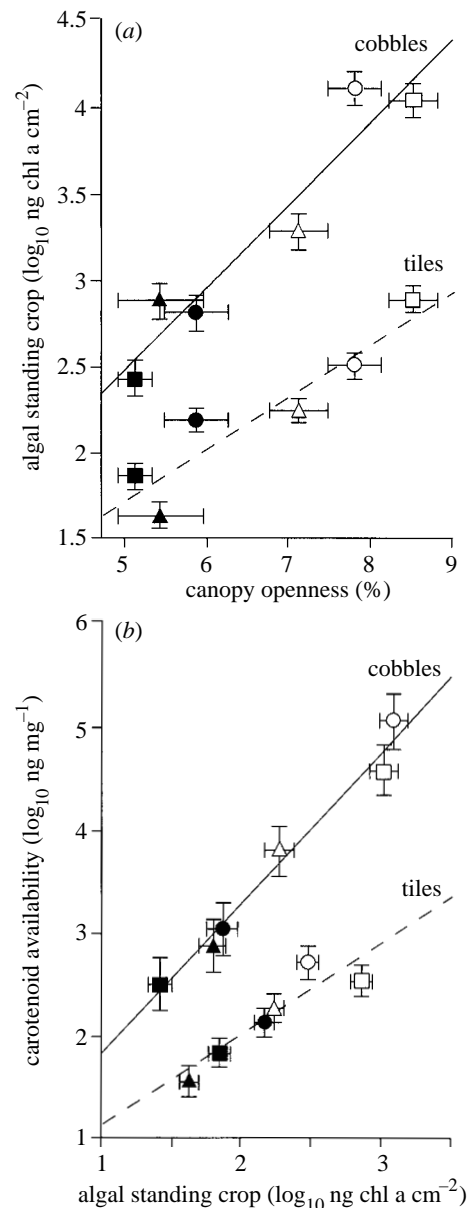 (a)
cobbles
tiles
algal standing crop (log₁₀ ng chl a cm⁻²)
4.5
4
3.5
3
2.5
2
1.5
5 6 7 8 9
canopy openness (%)
(b)
cobbles
tiles
carotenoid availability (log₁₀ ng mg⁻¹)
6
5
4
3
2
1
1 2 3
algal standing crop (log₁₀ ng chl a cm⁻²)